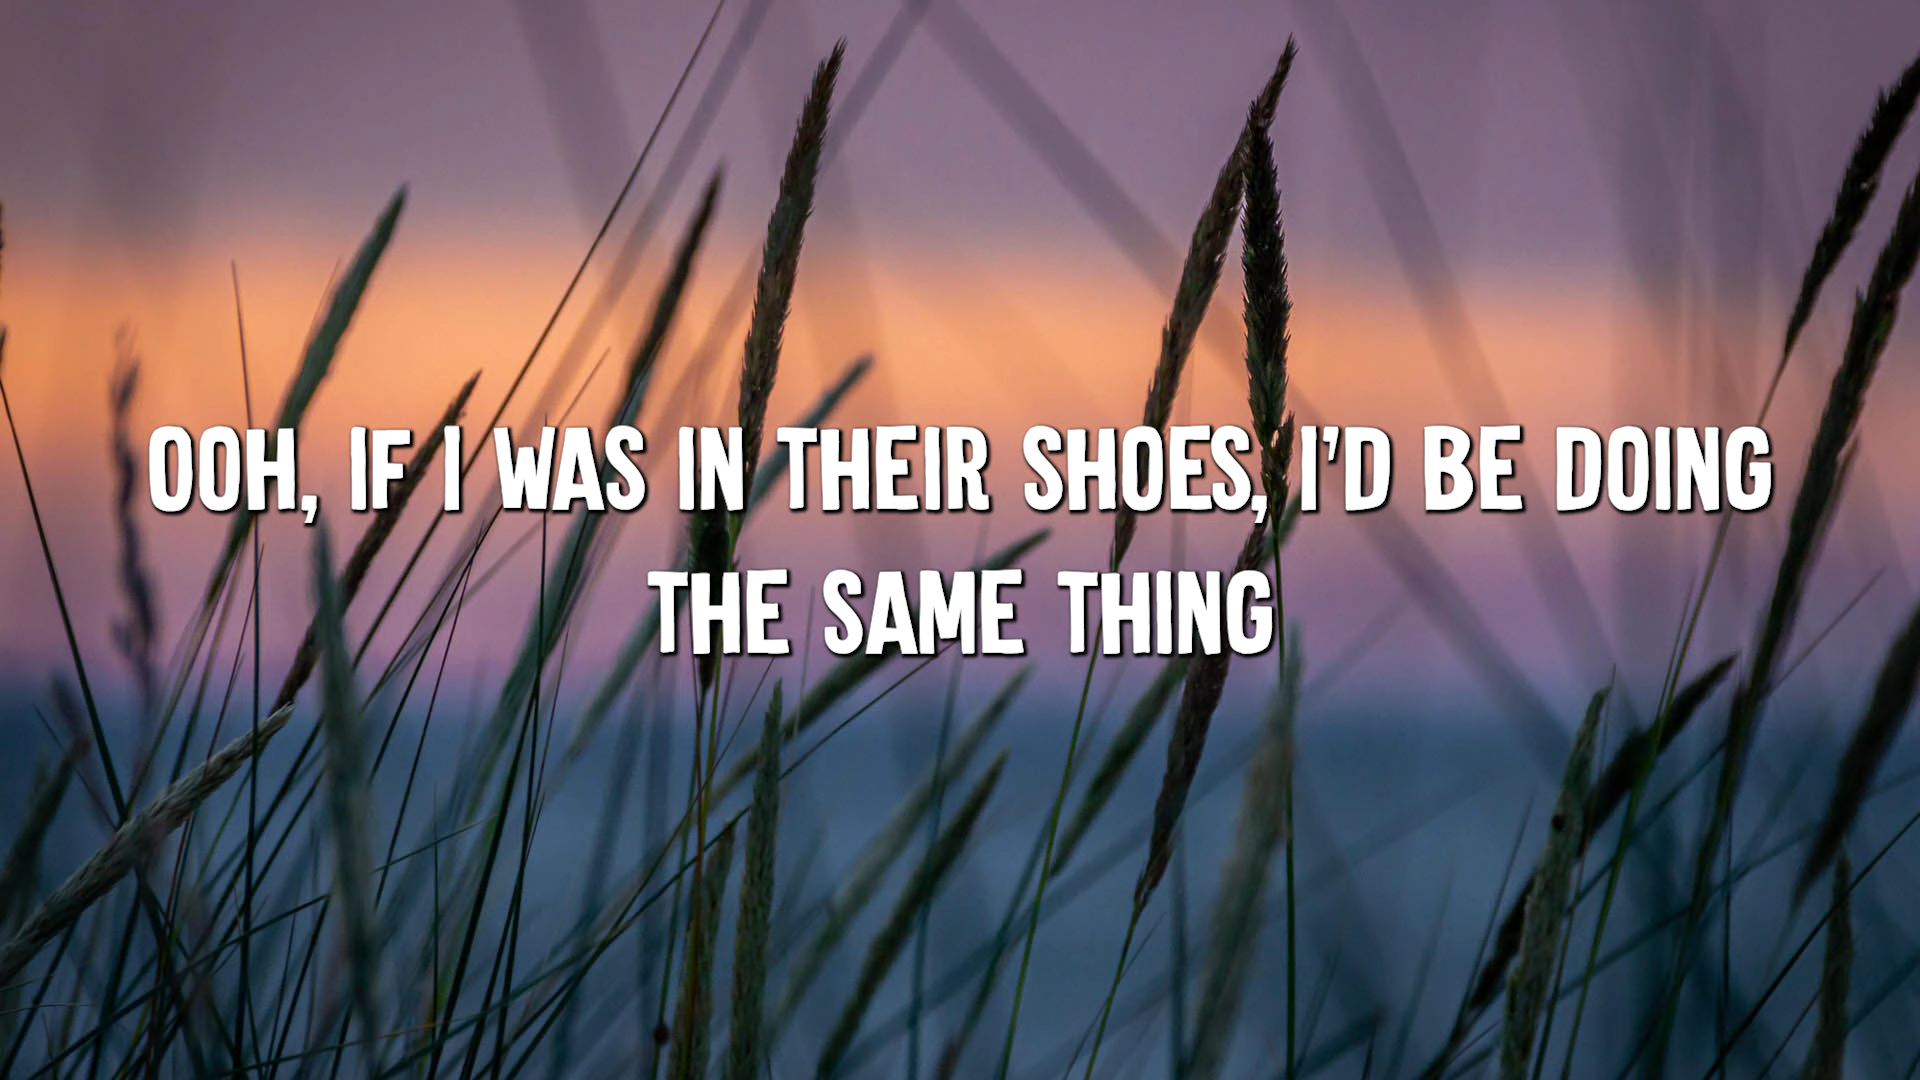 OOH, IF I WAS IN THEIR SHOES, I'D BE DOING
THE SAME THING